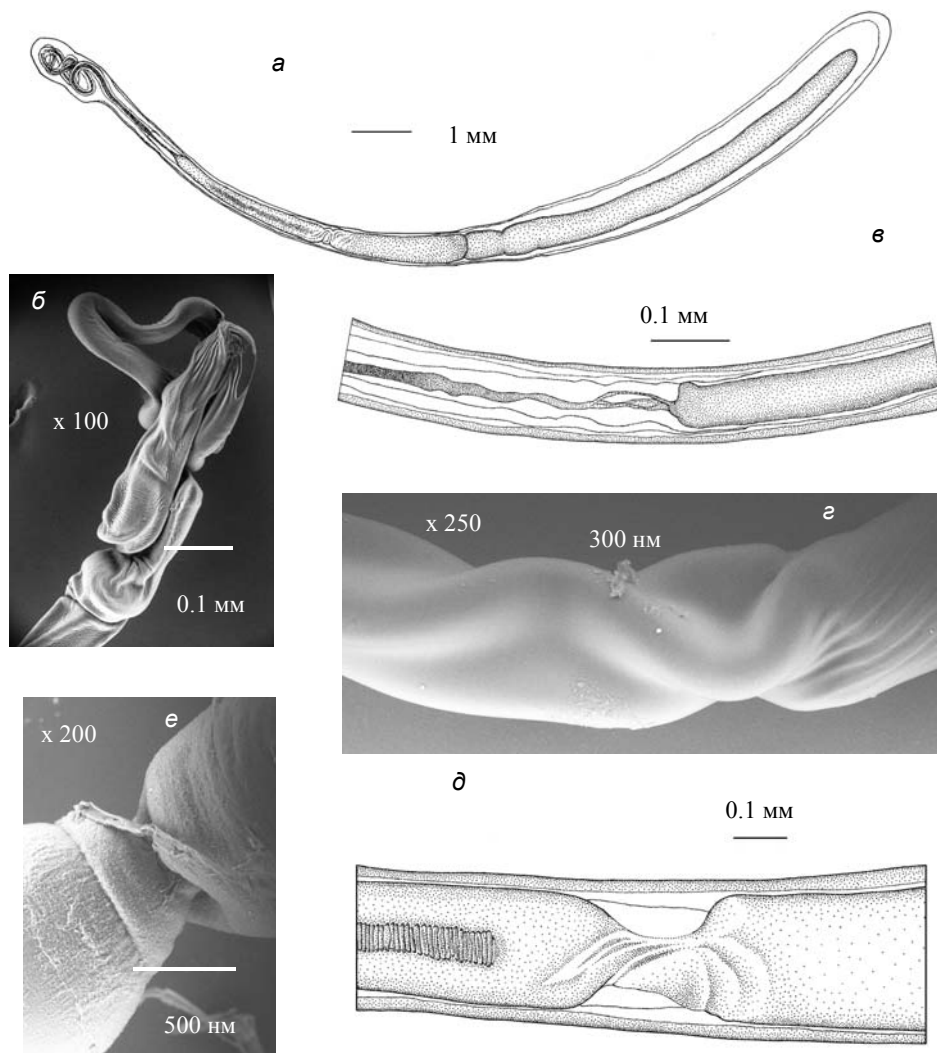 а
1 мм
в
б
0.1 мм
х 100
0.1 мм
х 250
г
300 нм
х 200
е
д
0.1 мм
500 нм